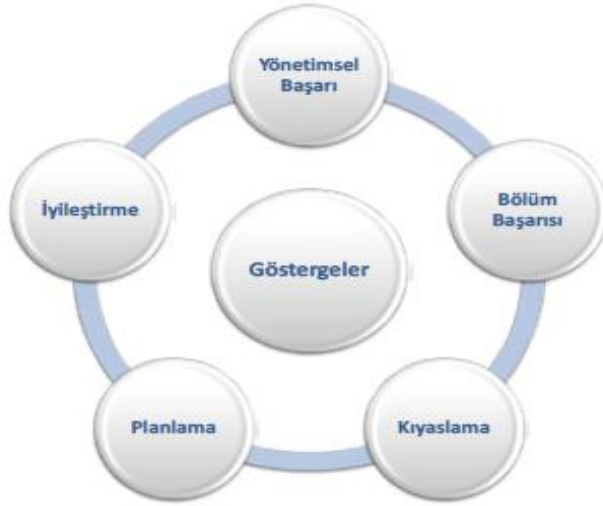 Yönetimsel
Başarı
Bölüm
Başarısı
Kıyaslama
Planlama
İyileştirme
Göstergeler